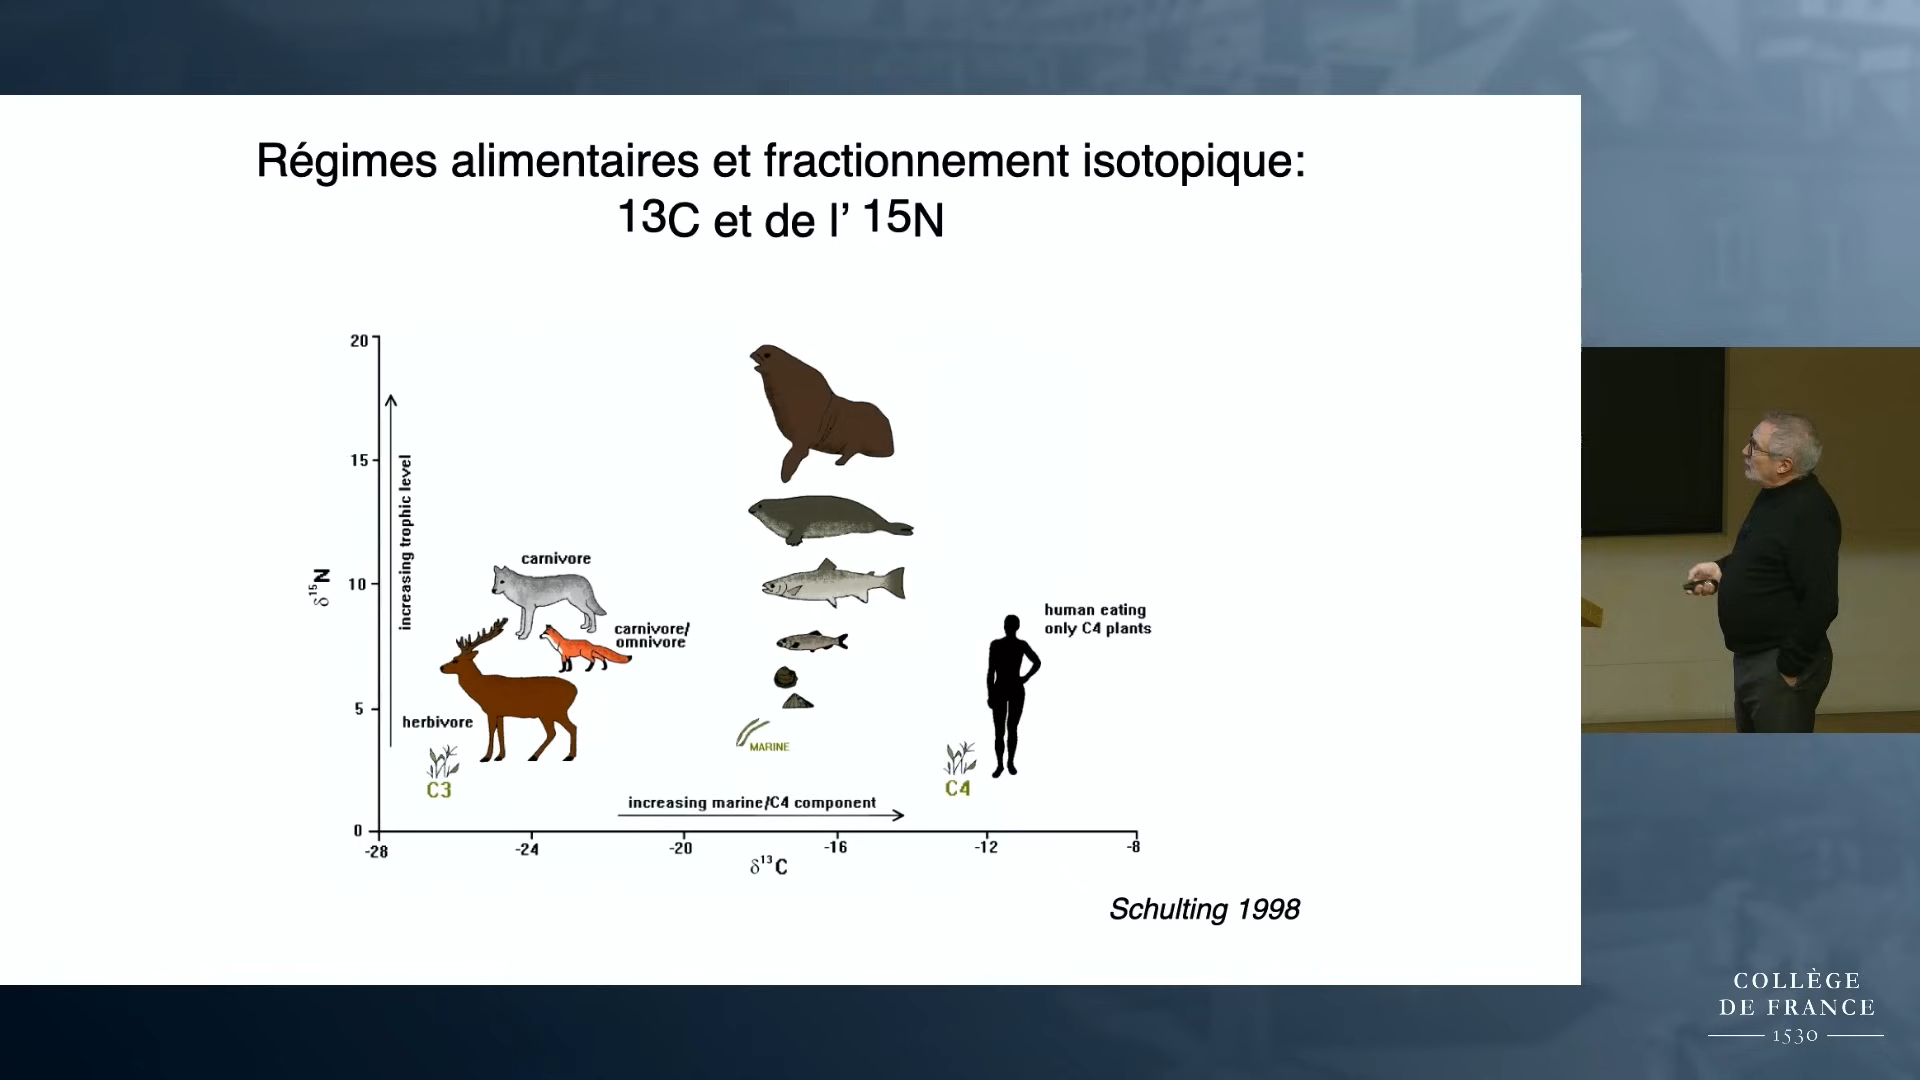 Régimes alimentaires et fractionnement isotopique:
13C et de l’ 15N
20
15
10
5
0
δ¹⁵N
increasing trophic level
carnivore
carnivore/
omnivore
herbivore
C3
MARINE
C4
human eating
only C4 plants
increasing marine/C4 component
-28
-24
-20
-16
-12
-8
δ¹³C
Schulting 1998
COLLÈGE
DE FRANCE
1530